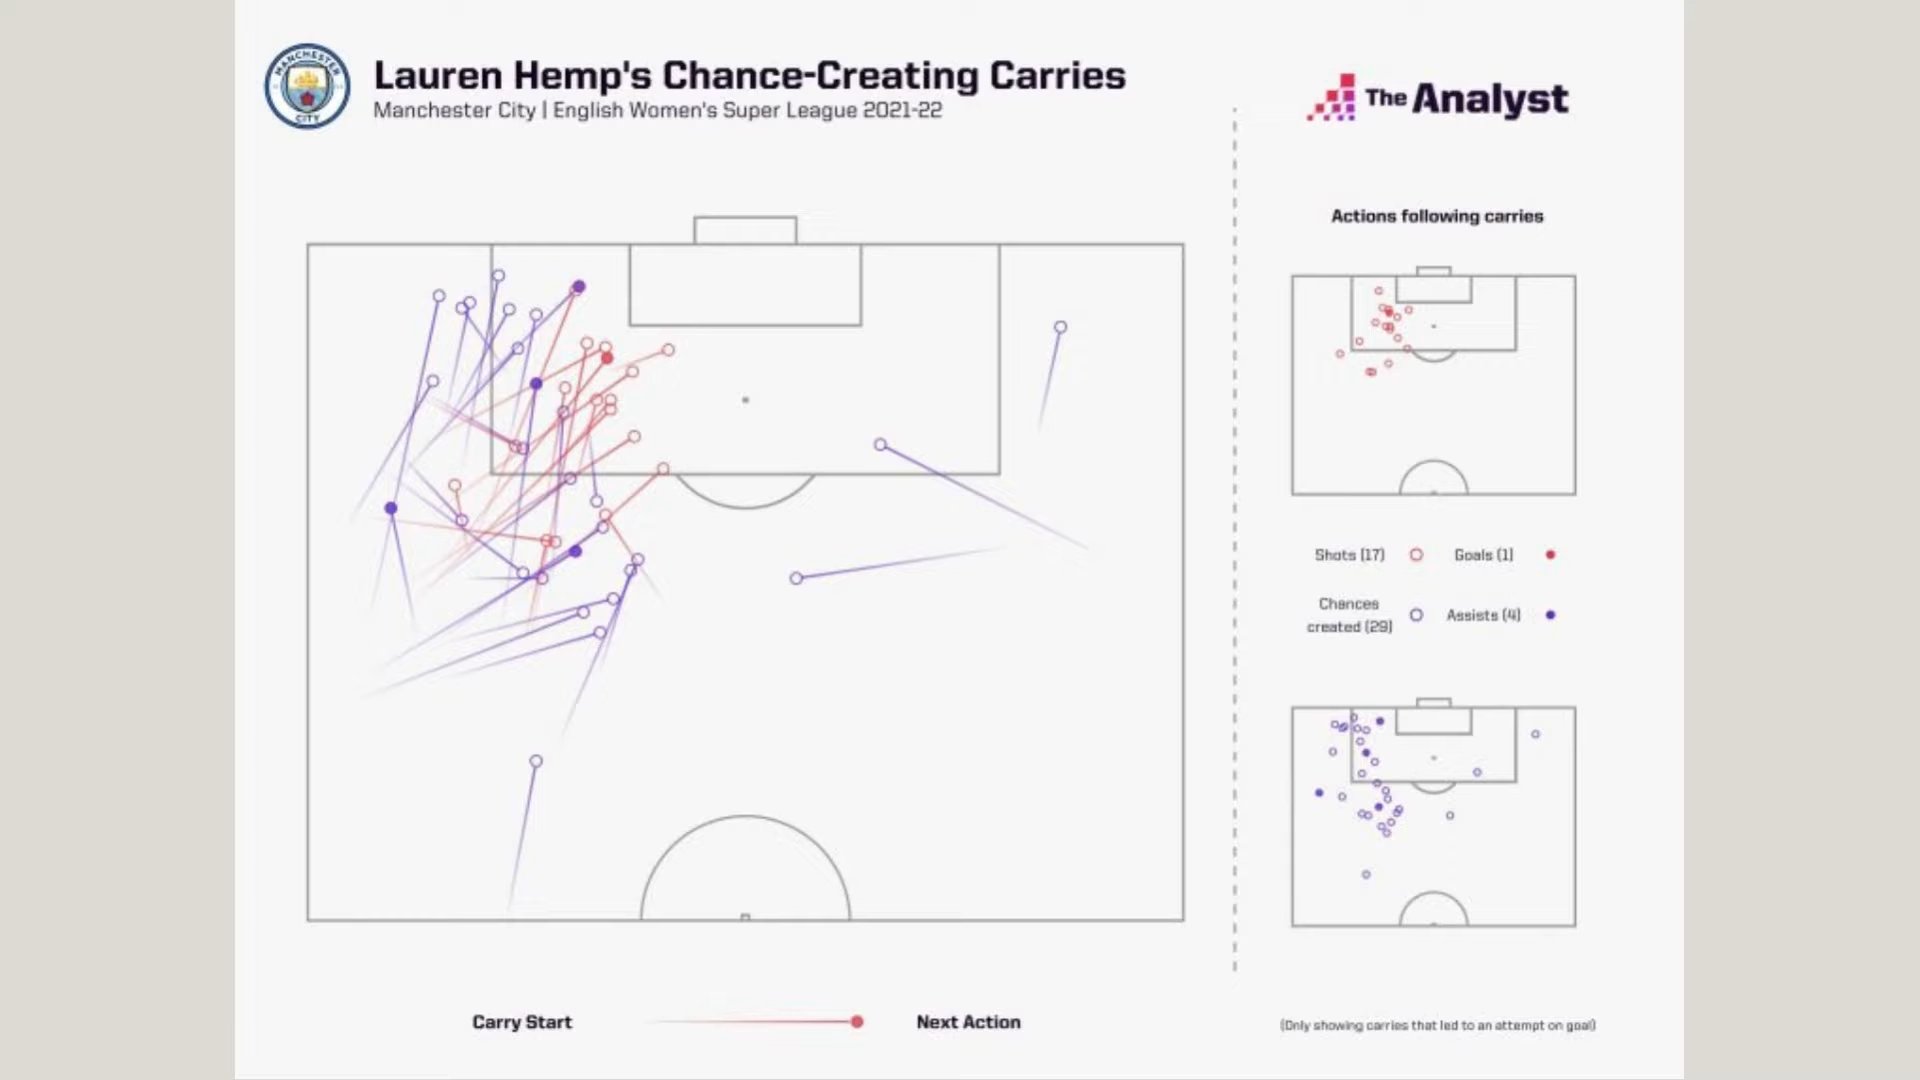 MANCHESTER
CITY
Lauren Hemp's Chance-Creating Carries
Manchester City | English Women's Super League 2021-22
The Analyst
Actions following carries
Shots (17)
Goals (1)
Chances
created (29)
Assists (4)
Carry Start
Next Action
(Only showing carries that led to an attempt on goal)